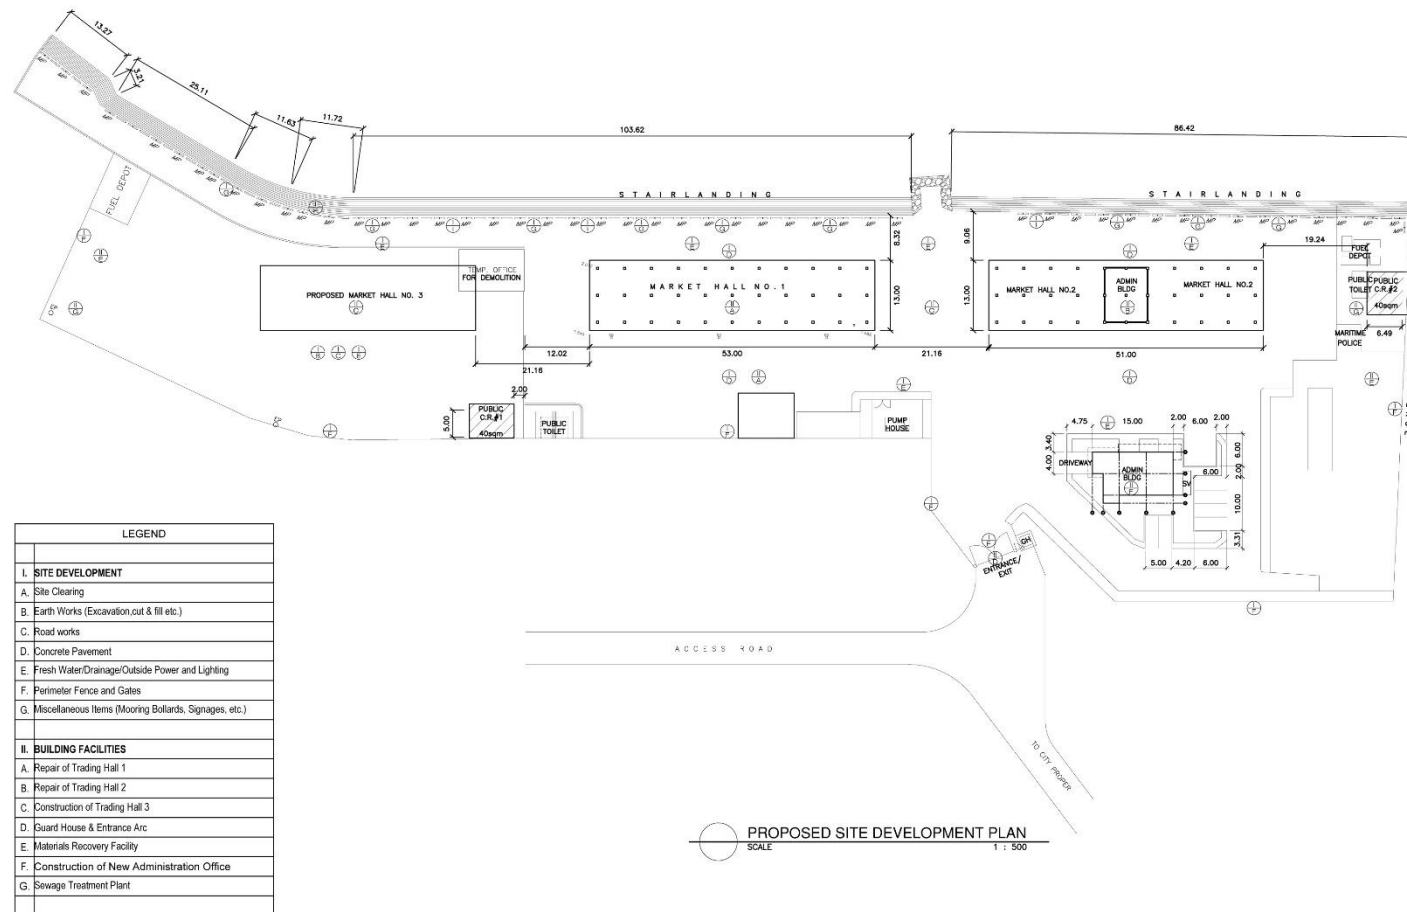 13.27
3.21
25.11
11.63
11.72
103.62
86.42
STAIRLANDING
STAIRLANDING
FUEL DEPOT
8.32
9.06
19.24
TEMP. OFFICE
FOR DEMOLITION
PROPOSED MARKET HALL NO. 3
MARKET HALL NO.1
13.00
13.00
MARKET HALL NO.2
ADMIN
BLDG
MARKET HALL NO.2
FUEL
DEPOT
PUBLIC
TOILET
PUBLIC
C.R.#2
40sqm
6.49
MARITIME
POLICE
12.02
53.00
21.16
51.00
21.16
2.00
5.00
PUBLIC
C.R.#1
40sqm
PUBLIC
TOILET
PUMP
HOUSE
4.75
15.00
2.00
6.00
2.00
3.40
4.00
DRIVEWAY
ADMIN
BLDG
SV
6.00
6.00
2.00
10.00
3.31
5.00
4.20
6.00
GH
ENTRANCE/
EXIT
ACCESS ROAD
TO CITY PROPER
LEGEND
I. SITE DEVELOPMENT
A. Site Clearing
B. Earth Works (Excavation,cut & fill etc.)
C. Road works
D. Concrete Pavement
E. Fresh Water/Drainage/Outside Power and Lighting
F. Perimeter Fence and Gates
G. Miscellaneous Items (Mooring Bollards, Signages, etc.)
II. BUILDING FACILITIES
A. Repair of Trading Hall 1
B. Repair of Trading Hall 2
C. Construction of Trading Hall 3
D. Guard House & Entrance Arc
E. Materials Recovery Facility
F. Construction of New Administration Office
G. Sewage Treatment Plant
PROPOSED SITE DEVELOPMENT PLAN
SCALE 1 : 500